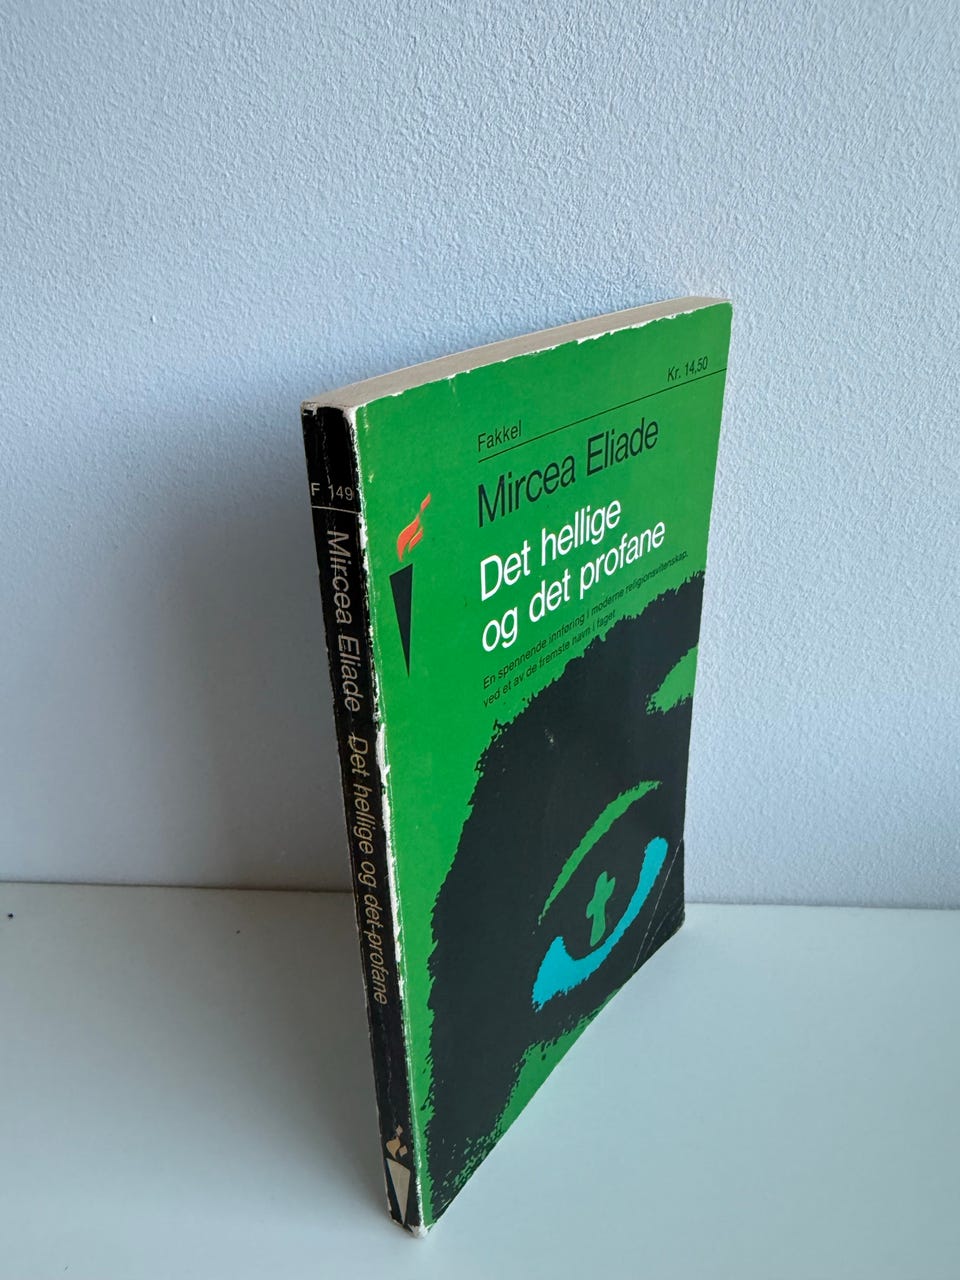 F 149
Mircea Eliade Det hellige og det profane
Fakkel
Kr. 14,50
Mircea Eliade
Det hellige
og det profane
En spennende innføring i moderne religionsvitenskap,
ved et av de fremste navn i faget